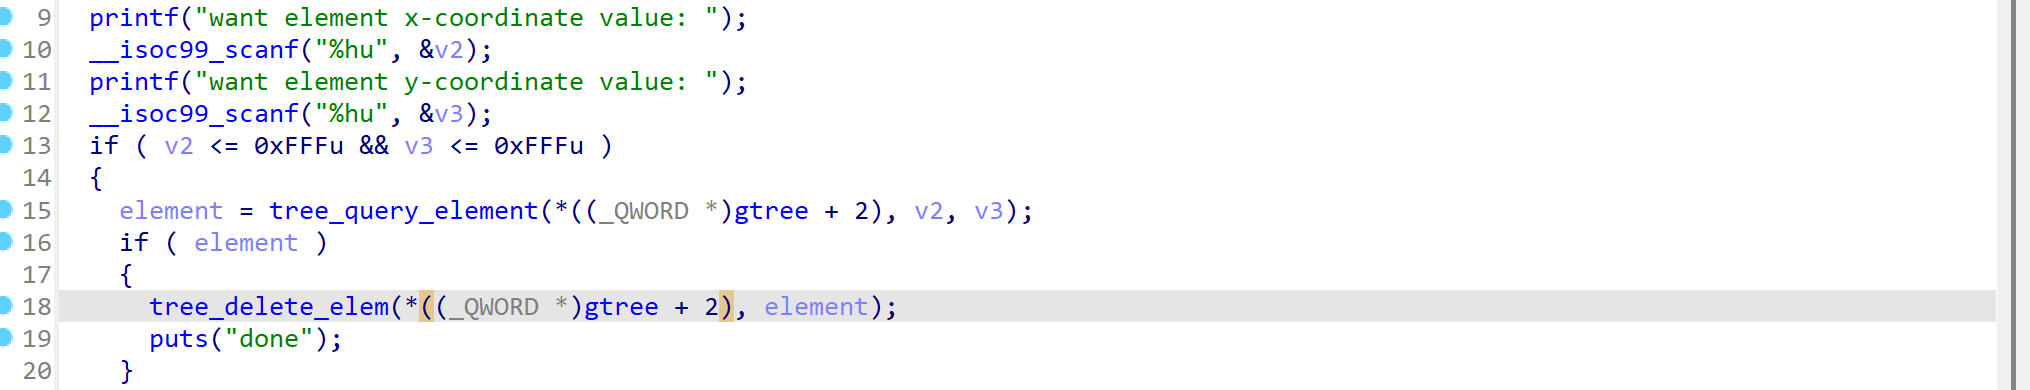 9 printf("want element x-coordinate value: ");
10 __isoc99_scanf("%hu", &v2);
11 printf("want element y-coordinate value: ");
12 __isoc99_scanf("%hu", &v3);
13 if ( v2 <= 0xFFFu && v3 <= 0xFFFu )
14 {
15 element = tree_query_element(*((_QWORD *)gtree + 2), v2, v3);
16 if ( element )
17 {
18 tree_delete_elem(*((_QWORD *)gtree + 2), element);
19 puts("done");
20 }